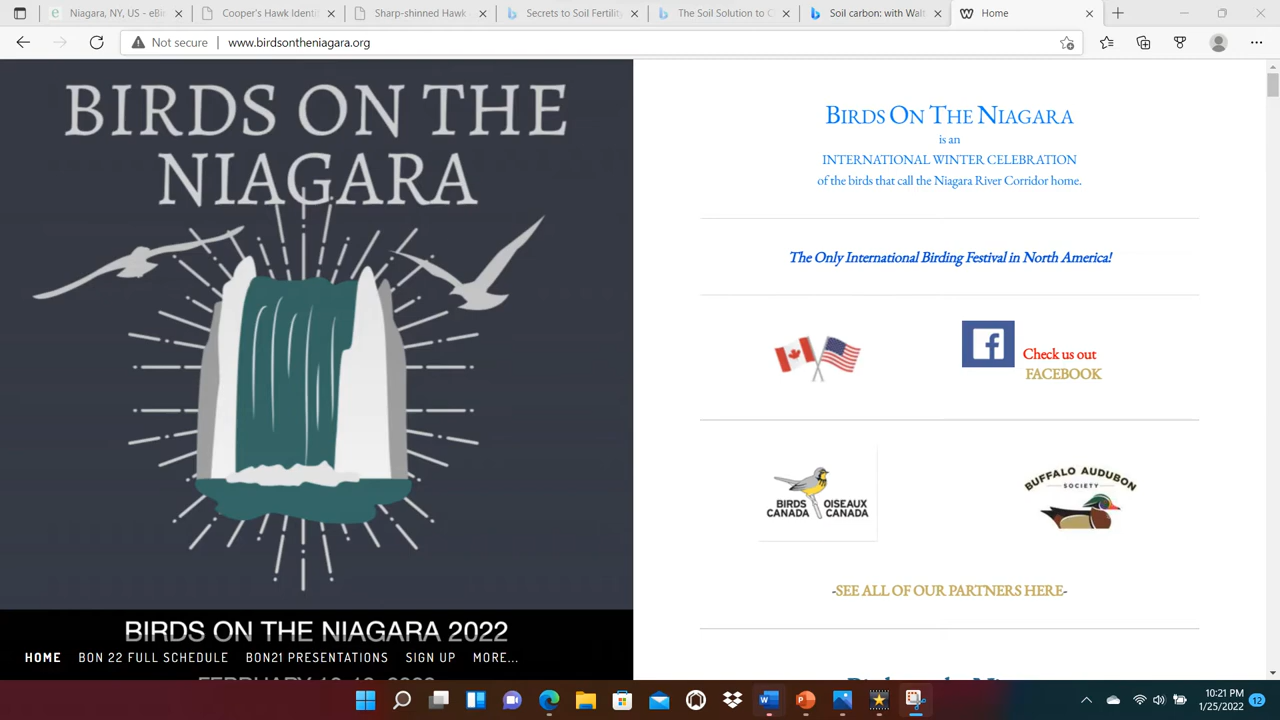 Niagara, NY, US - eBir
Cooper's Hawk Identi
Sharp-shinned Hawk
Secrets to Soil Fertility
The Soil Solution to C
Soil carbon with Walt
Home
Not secure
www.birdsontheniagara.org
BIRDS ON THE
NIAGARA
BIRDS ON THE NIAGARA 2022
HOME
BON 22 FULL SCHEDULE
BON21 PRESENTATIONS
SIGN UP
MORE...
BIRDS ON THE NIAGARA
is an
INTERNATIONAL WINTER CELEBRATION
of the birds that call the Niagara River Corridor home.
The Only International Birding Festival in North America!
Check us out
FACEBOOK
BIRDS OISEAUX
CANADA CANADA
BUFFALO AUDUBON
SOCIETY
-SEE ALL OF OUR PARTNERS HERE-
10:21 PM
1/25/2022
12